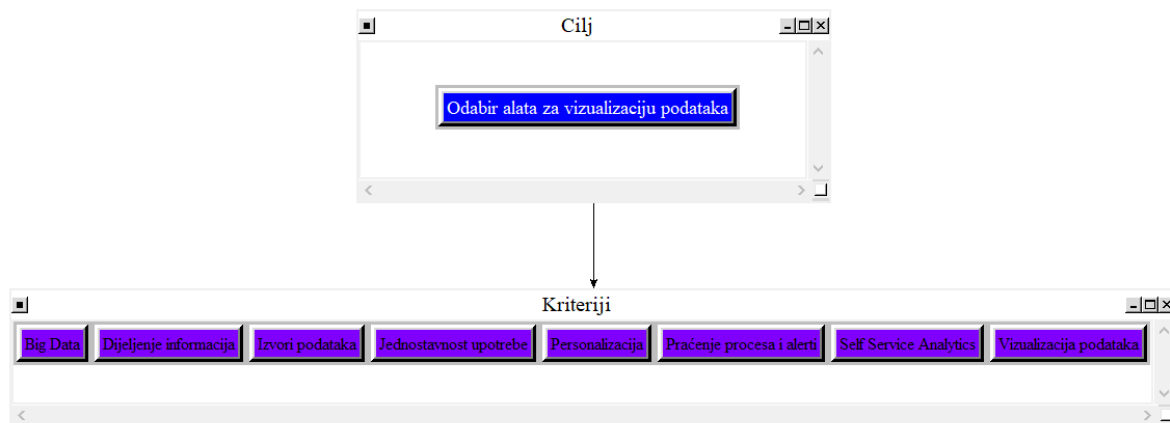 Cilj
Odabir alata za vizualizaciju podataka
Kriteriji
Big Data Dijeljenje informacija Izvori podataka Jednostavnost upotrebe Personalizacija Praćenje procesa i alerti Self Service Analytics Vizualizacija podataka